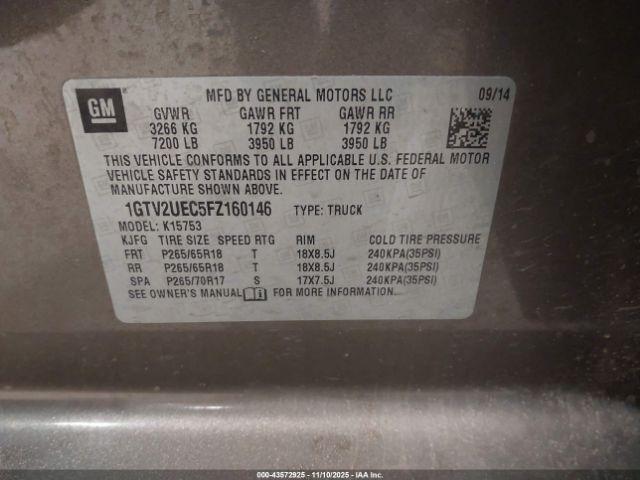 GM
MFD BY GENERAL MOTORS LLC 09/14
GVWR GAWR FRT GAWR RR
3266 KG 1792 KG 1792 KG
7200 LB 3950 LB 3950 LB
THIS VEHICLE CONFORMS TO ALL APPLICABLE U.S. FEDERAL MOTOR
VEHICLE SAFETY STANDARDS IN EFFECT ON THE DATE OF
MANUFACTURE SHOWN ABOVE.
1GTV2UEC5FZ160146 TYPE: TRUCK
MODEL: K15753
KJFG TIRE SIZE SPEED RTG RIM COLD TIRE PRESSURE
FRT P265/65R18 T 18X8.5J 240KPA(35PSI)
RR P265/65R18 T 18X8.5J 240KPA(35PSI)
SPA P265/70R17 S 17X7.5J 240KPA(35PSI)
SEE OWNER'S MANUAL FOR MORE INFORMATION.
000-43572925 - 11/10/2025 - IAAI.COM